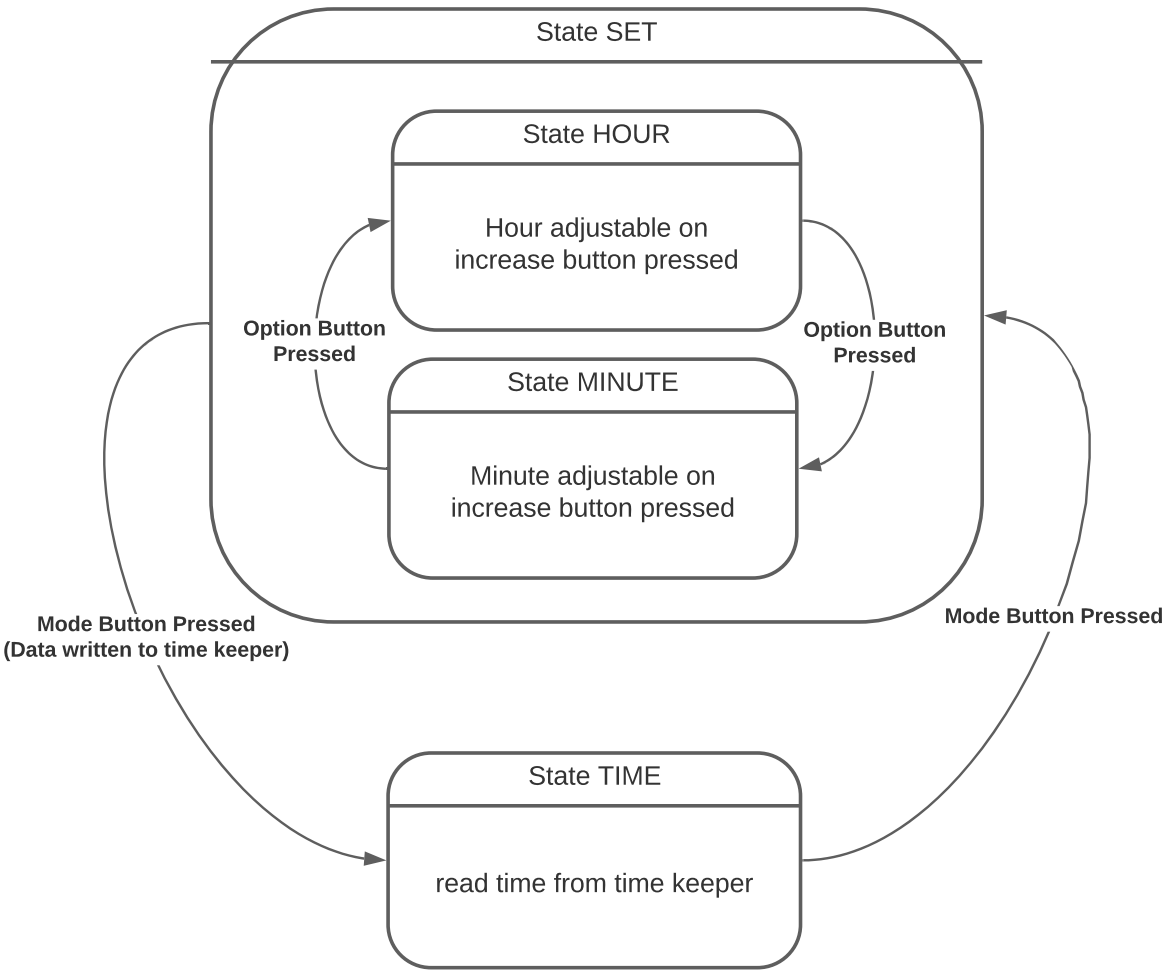 State SET
State HOUR
Hour adjustable on
increase button pressed
Option Button
Pressed
Option Button
Pressed
State MINUTE
Minute adjustable on
increase button pressed
Mode Button Pressed
(Data written to time keeper)
Mode Button Pressed
State TIME
read time from time keeper